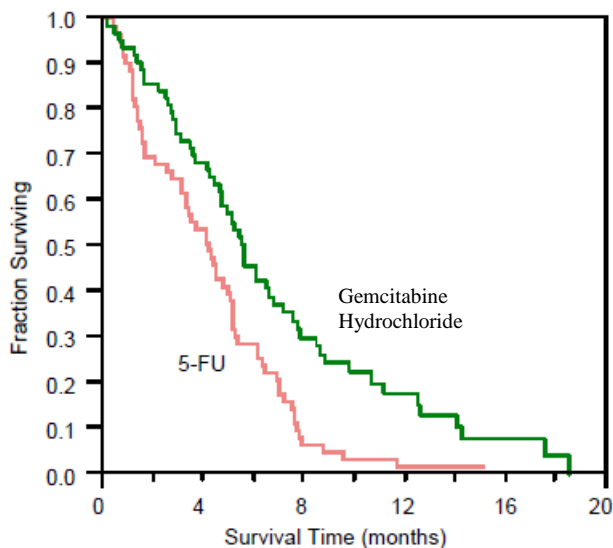 1.0
0.9
0.8
0.7
0.6
0.5
0.4
0.3
0.2
0.1
0.0
Fraction Surviving
Gemcitabine
Hydrochloride
5-FU
0 4 8 12 16 20
Survival Time (months)